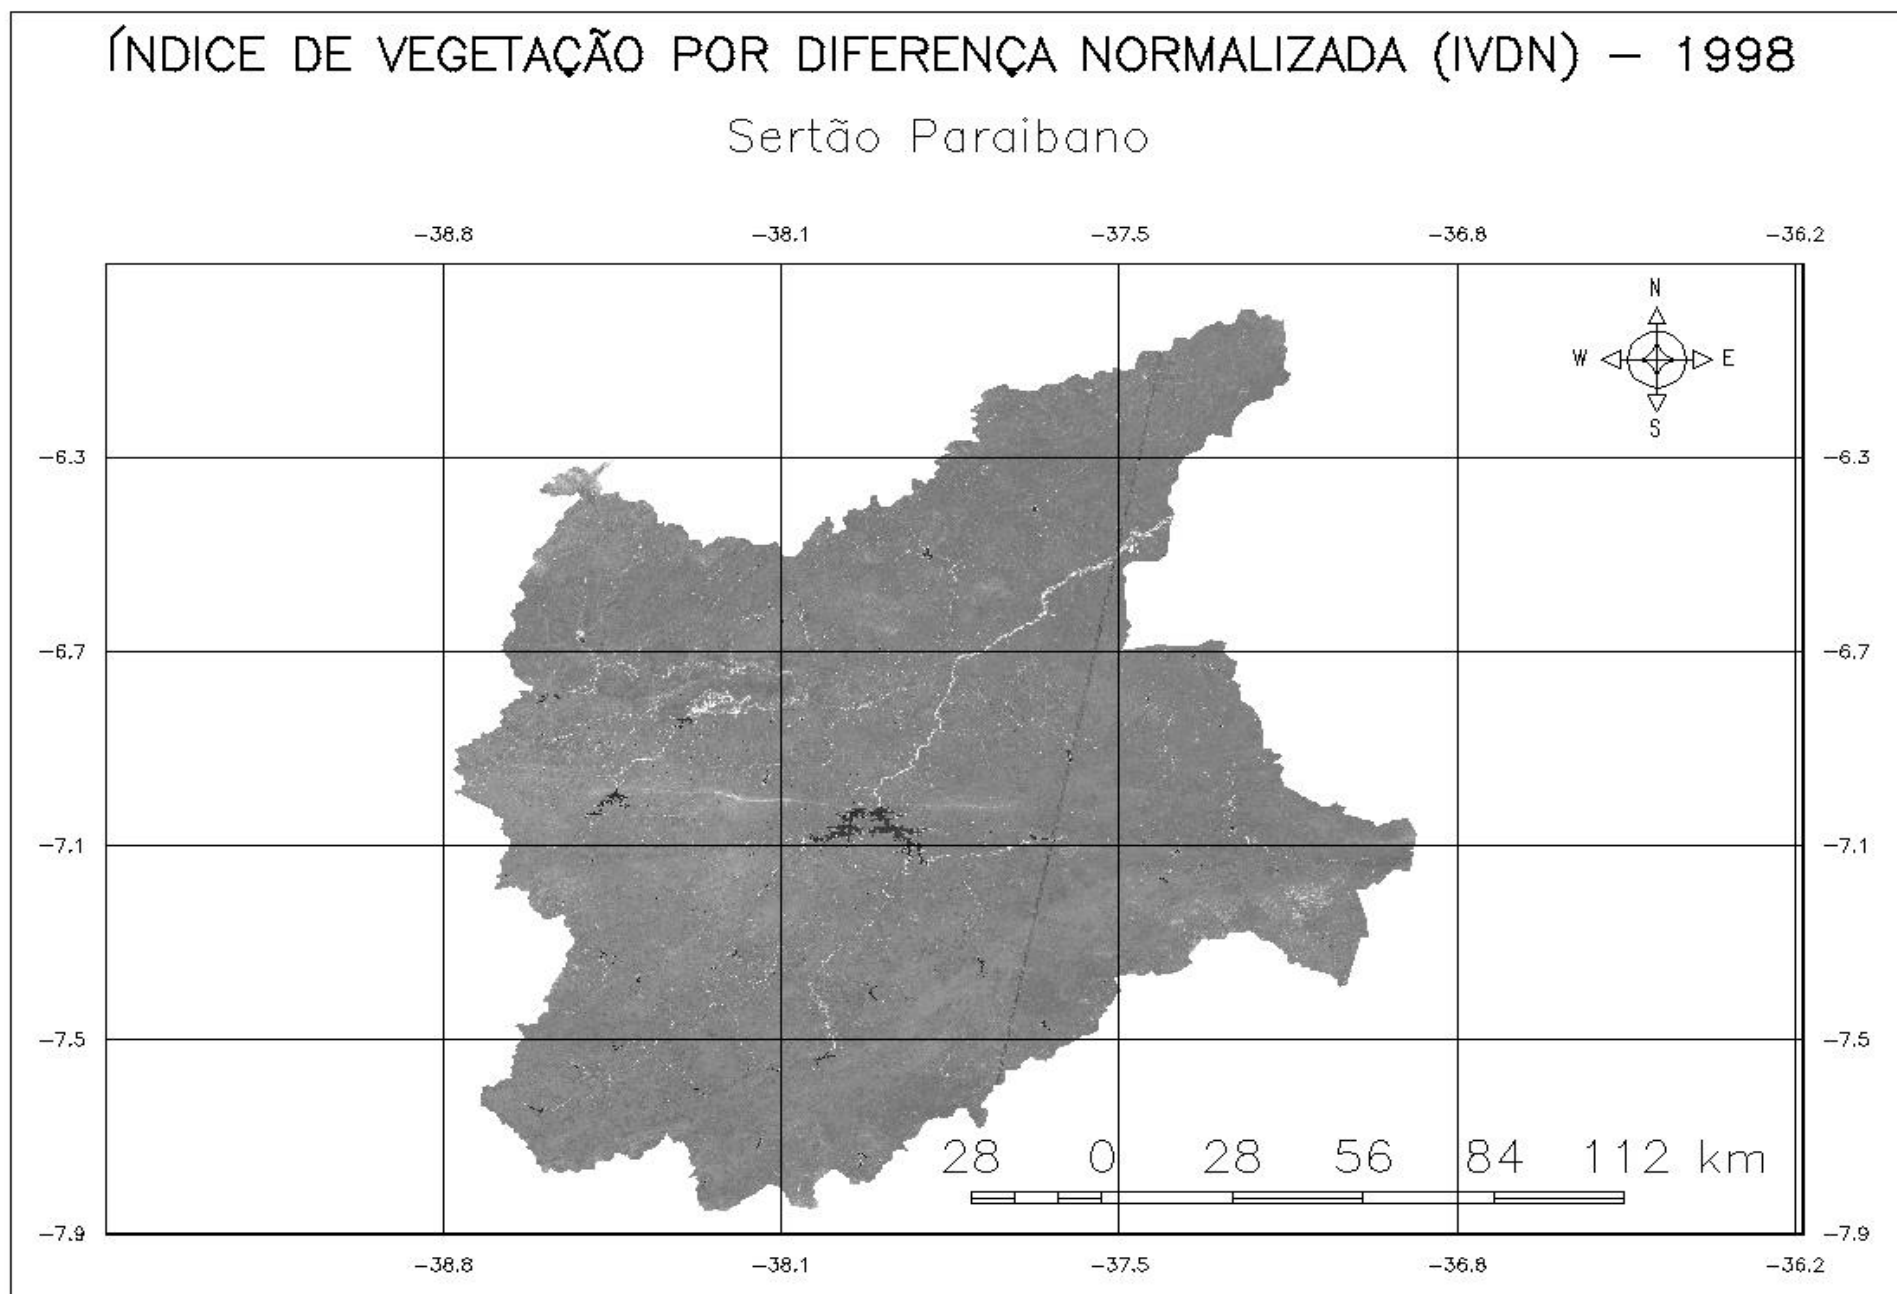 ÍNDICE DE VEGETAÇÃO POR DIFERENÇA NORMALIZADA (IVDN) – 1998
Sertão Paraibano
−38.8 −38.1 −37.5 −36.8 −36.2
N
W E
S
−6.3 −6.3
−6.7 −6.7
−7.1 −7.1
−7.5 −7.5
28 0 28 56 84 112 km
−7.9 −7.9
−38.8 −38.1 −37.5 −36.8 −36.2